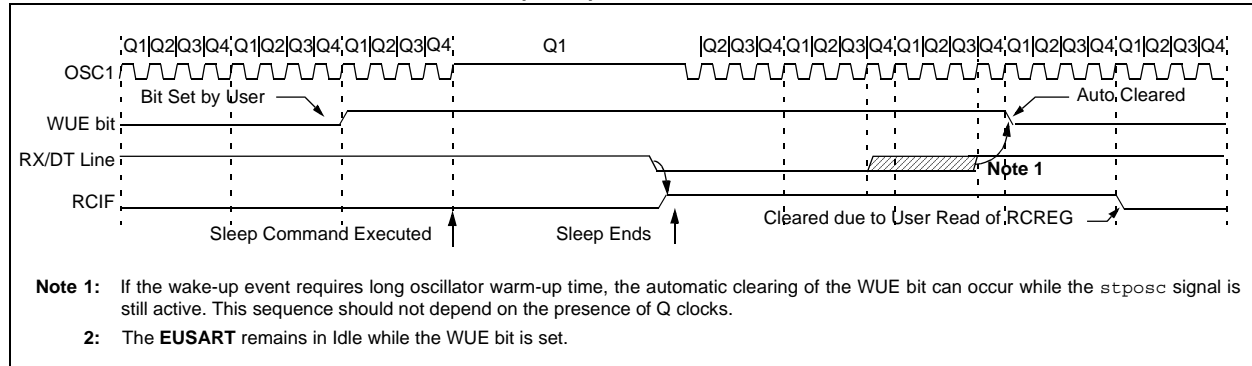 Q1 Q2 Q3 Q4 Q1 Q2 Q3 Q4 Q1 Q2 Q3 Q4 Q1 Q2 Q3 Q4 Q1 Q2 Q3 Q4 Q1 Q2 Q3 Q4 Q1 Q2 Q3 Q4 Q1 Q2 Q3 Q4
OSC1
Bit Set by User
Auto Cleared
WUE bit
RX/DT Line
Note 1
RCIF
Cleared due to User Read of RCREG
Sleep Command Executed
Sleep Ends
Note 1: If the wake-up event requires long oscillator warm-up time, the automatic clearing of the WUE bit can occur while the stposc signal is
still active. This sequence should not depend on the presence of Q clocks.
2: The EUSART remains in Idle while the WUE bit is set.